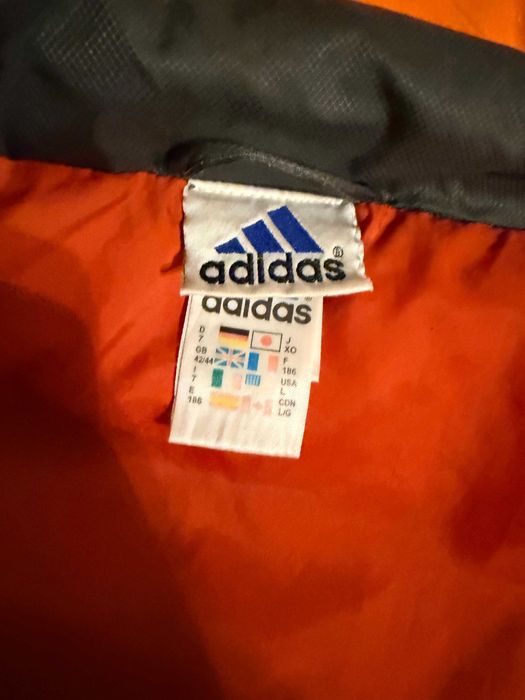 adidas®
adidas®
D J
7 XO
GB F
42/44 186
I USA
7 L
E CDN
186 L/G